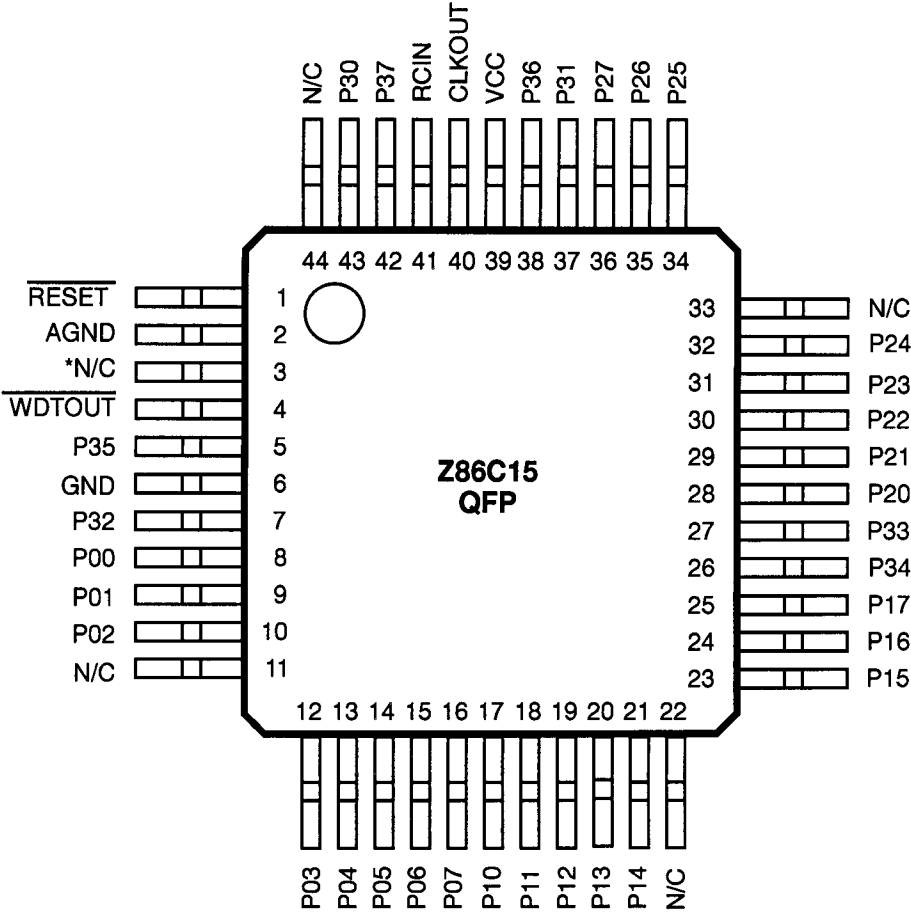 N/C P30 P37 RCIN CLKOUT VCC P36 P31 P27 P26 P25
44 43 42 41 40 39 38 37 36 35 34
RESET 1
AGND 2
*N/C 3
WDTOUT 4
P35 5
GND 6
P32 7
P00 8
P01 9
P02 10
N/C 11
Z86C15
QFP
33 N/C
32 P24
31 P23
30 P22
29 P21
28 P20
27 P33
26 P34
25 P17
24 P16
23 P15
12 13 14 15 16 17 18 19 20 21 22
P03 P04 P05 P06 P07 P10 P11 P12 P13 P14 N/C